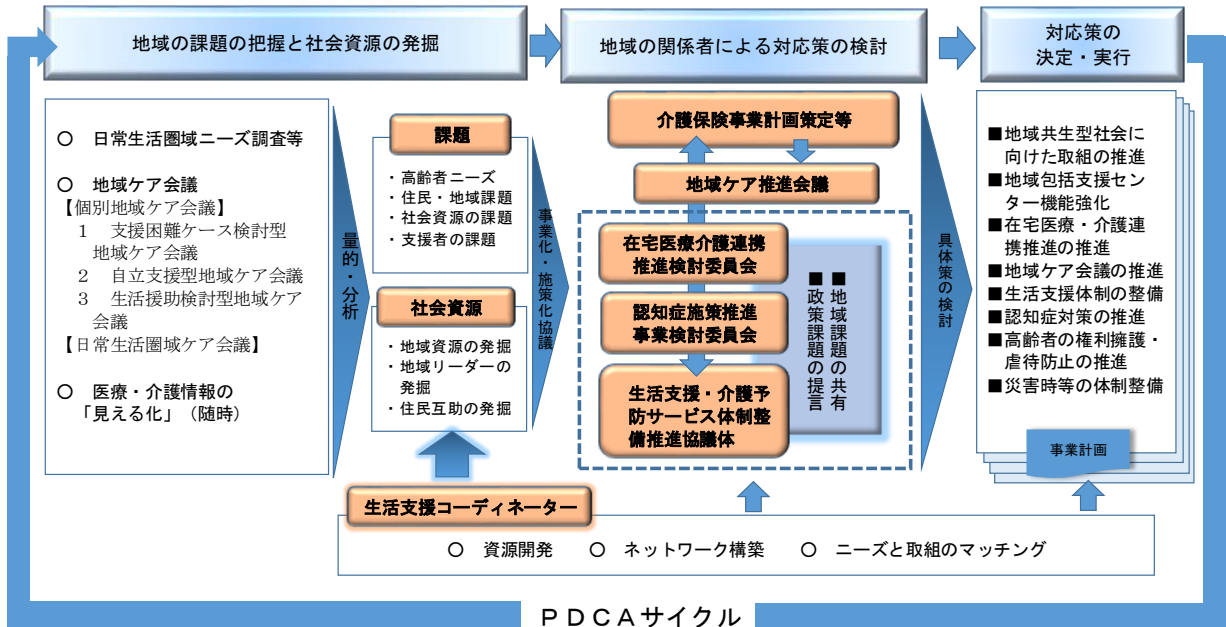 地域の課題の把握と社会資源の発掘
地域の関係者による対応策の検討
対応策の
決定・実行
○　日常生活圏域ニーズ調査等
○　地域ケア会議
【個別地域ケア会議】
１　支援困難ケース検討型
地域ケア会議
２　自立支援型地域ケア会議
３　生活援助検討型地域ケア
会議
【日常生活圏域ケア会議】
○　医療・介護情報の
「見える化」（随時）
量的・分析
課題
・高齢者ニーズ
・住民・地域課題
・社会資源の課題
・支援者の課題
社会資源
・地域資源の発掘
・地域リーダーの
発掘
・住民互助の発掘
事業化・施策化協議
介護保険事業計画策定等
地域ケア推進会議
在宅医療介護連携
推進検討委員会
認知症施策推進
事業検討委員会
生活支援・介護予
防サービス体制整
備推進協議体
■地域課題の共有
■政策課題の提言
具体策の検討
■地域共生型社会に
向けた取組の推進
■地域包括支援セン
ター機能強化
■在宅医療・介護連
携推進の推進
■地域ケア会議の推進
■生活支援体制の整備
■認知症対策の推進
■高齢者の権利擁護・
虐待防止の推進
■災害時等の体制整備
事業計画
生活支援コーディネーター
○　資源開発　　○　ネットワーク構築　　○　ニーズと取組のマッチング
ＰＤＣＡサイクル